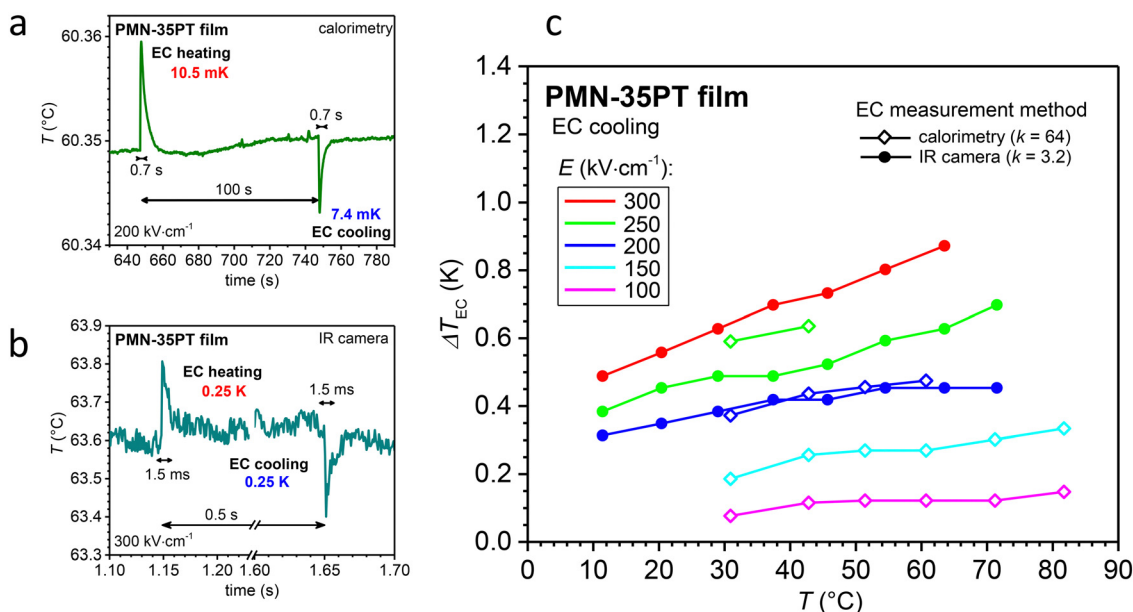 a
PMN-35PT film
calorimetry
EC heating
10.5 mK
0.7 s
0.7 s
100 s
7.4 mK
EC cooling
200 kV·cm⁻¹
T (°C)
60.36
60.35
60.34
640 660 680 700 720 740 760 780
time (s)
b
PMN-35PT film
IR camera
EC heating
0.25 K
1.5 ms
1.5 ms
EC cooling
0.25 K
0.5 s
300 kV·cm⁻¹
T (°C)
63.9
63.8
63.7
63.6
63.5
63.4
63.3
1.10 1.15 1.20 1.60 1.65 1.70
time (s)
c
PMN-35PT film
EC cooling
E (kV·cm⁻¹):
300
250
200
150
100
EC measurement method
calorimetry (k = 64)
IR camera (k = 3.2)
ΔT_EC (K)
1.4
1.2
1.0
0.8
0.6
0.4
0.2
0.0
0 10 20 30 40 50 60 70 80 90
T (°C)